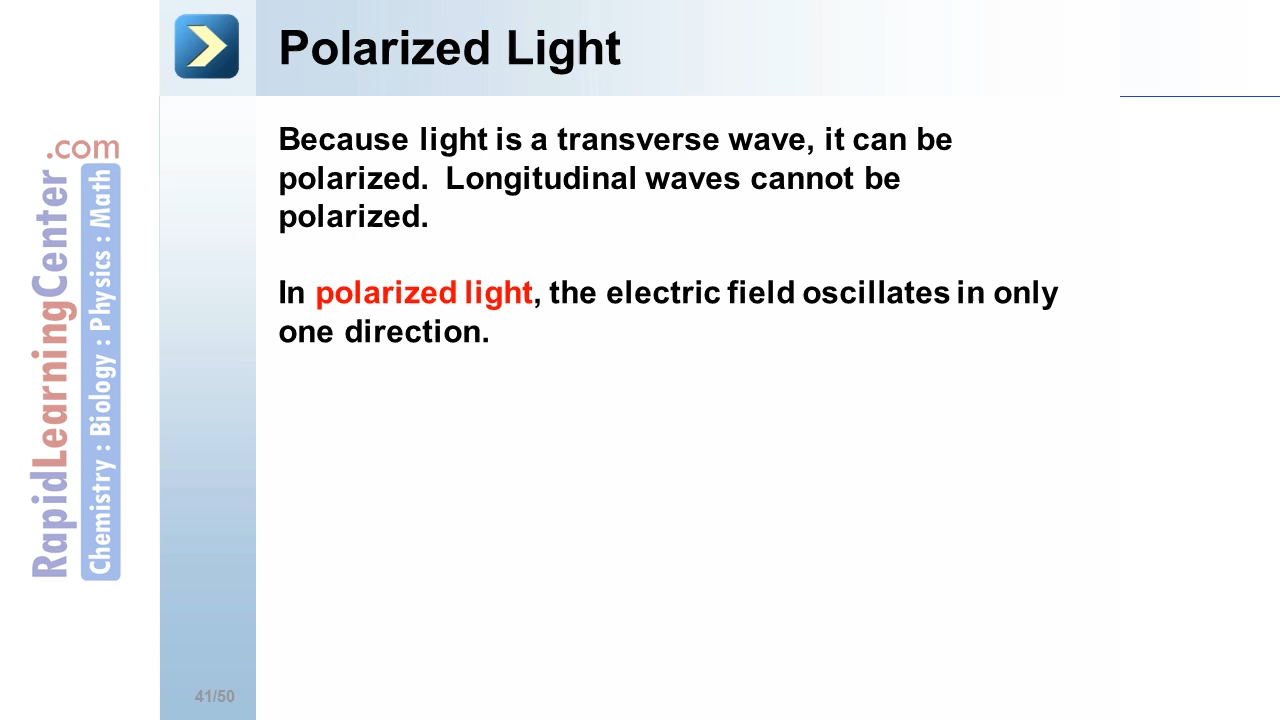 Polarized Light
Because light is a transverse wave, it can be
polarized.  Longitudinal waves cannot be
polarized.
In polarized light, the electric field oscillates in only
one direction.
RapidLearningCenter
.com
Chemistry : Biology : Physics : Math
41/50